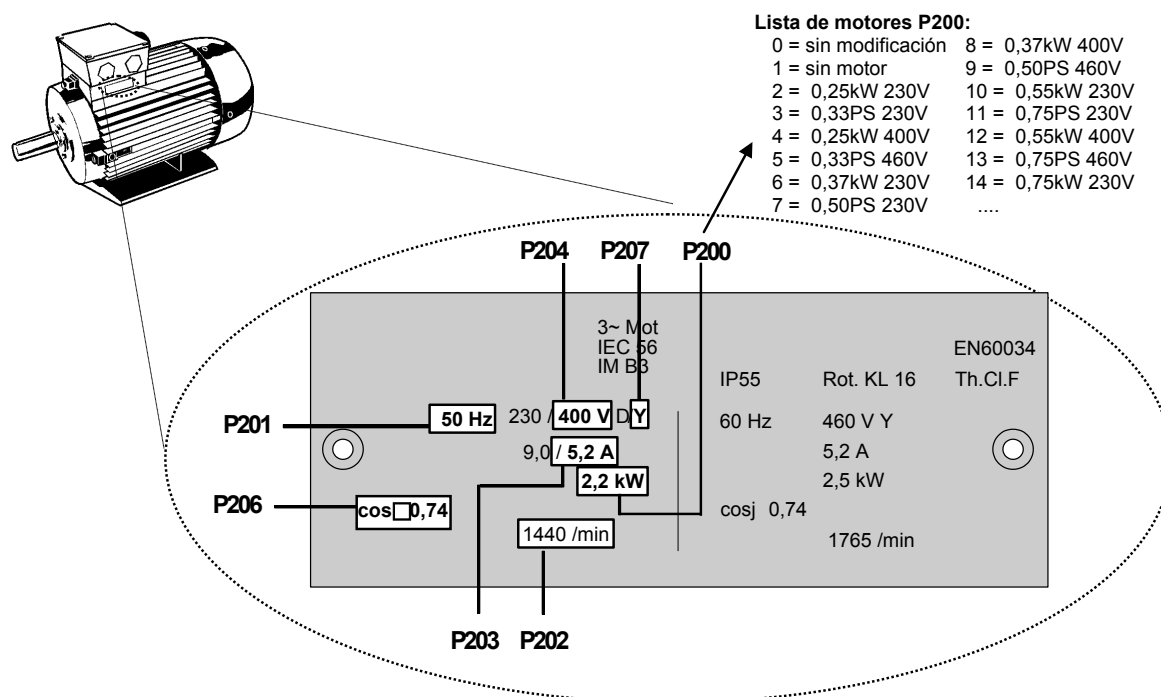 Lista de motores P200:
0 = sin modificación 8 = 0,37kW 400V
1 = sin motor 9 = 0,50PS 460V
2 = 0,25kW 230V 10 = 0,55kW 230V
3 = 0,33PS 230V 11 = 0,75PS 230V
4 = 0,25kW 400V 12 = 0,55kW 400V
5 = 0,33PS 460V 13 = 0,75PS 460V
6 = 0,37kW 230V 14 = 0,75kW 230V
7 = 0,50PS 230V ....
P204 P207 P200
3~ Mot
IEC 56
IM B3
EN60034
IP55 Rot. KL 16 Th.Cl.F
P201
50 Hz 230 / 400 V D/Y
60 Hz 460 V Y
9,0 / 5,2 A
5,2 A
2,2 kW
2,5 kW
P206
cos□0,74
cosj 0,74
1440 /min
1765 /min
P203 P202